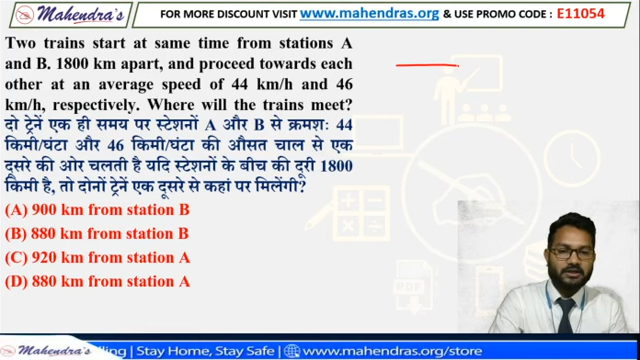 Mahendra's
FOR MORE DISCOUNT VISIT www.mahendras.org & USE PROMO CODE : E11054
Two trains start at same time from stations A
and B. 1800 km apart, and proceed towards each
other at an average speed of 44 km/h and 46
km/h, respectively. Where will the trains meet?
दो ट्रेनें एक ही समय पर स्टेशनों A और B से क्रमशः 44
किमी/घंटा और 46 किमी/घंटा की औसत चाल से एक
दूसरे की ओर चलती है यदि स्टेशनों के बीच की दूरी 1800
किमी है, तो दोनों ट्रेनें एक दूसरे से कहां पर मिलेंगी?
(A) 900 km from station B
(B) 880 km from station B
(C) 920 km from station A
(D) 880 km from station A
PDF
Mahendra's
| Stay Home, Stay Safe | www.mahendras.org/store